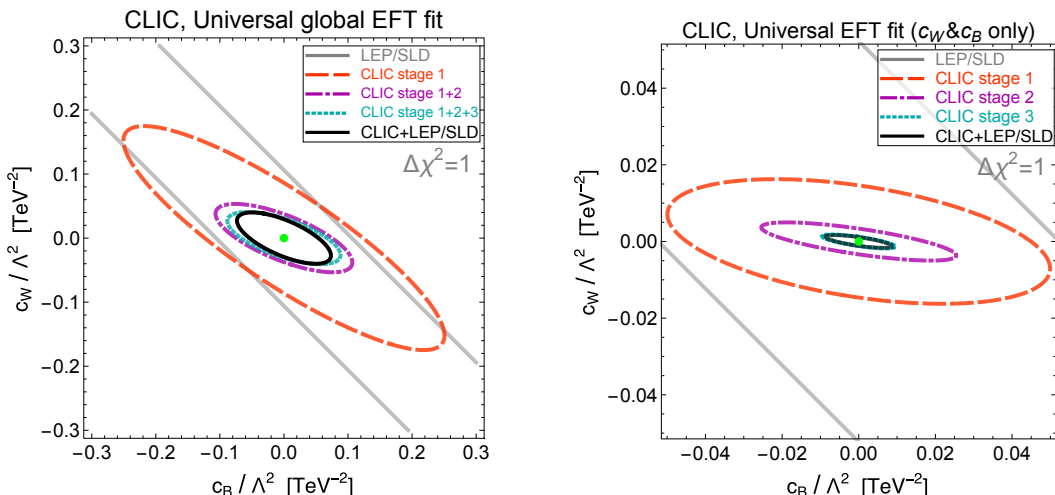 CLIC, Universal global EFT fit
LEP/SLD
CLIC stage 1
CLIC stage 1+2
CLIC stage 1+2+3
CLIC+LEP/SLD
Δχ²=1
0.3
0.2
0.1
0.0
−0.1
−0.2
−0.3
c_W / Λ² [TeV⁻²]
−0.3 −0.2 −0.1 0.0 0.1 0.2 0.3
c_B / Λ² [TeV⁻²]
CLIC, Universal EFT fit (c_W&c_B only)
LEP/SLD
CLIC stage 1
CLIC stage 2
CLIC stage 3
CLIC+LEP/SLD
Δχ²=1
0.04
0.02
0.00
−0.02
−0.04
c_W / Λ² [TeV⁻²]
−0.04 −0.02 0.00 0.02 0.04
c_B / Λ² [TeV⁻²]